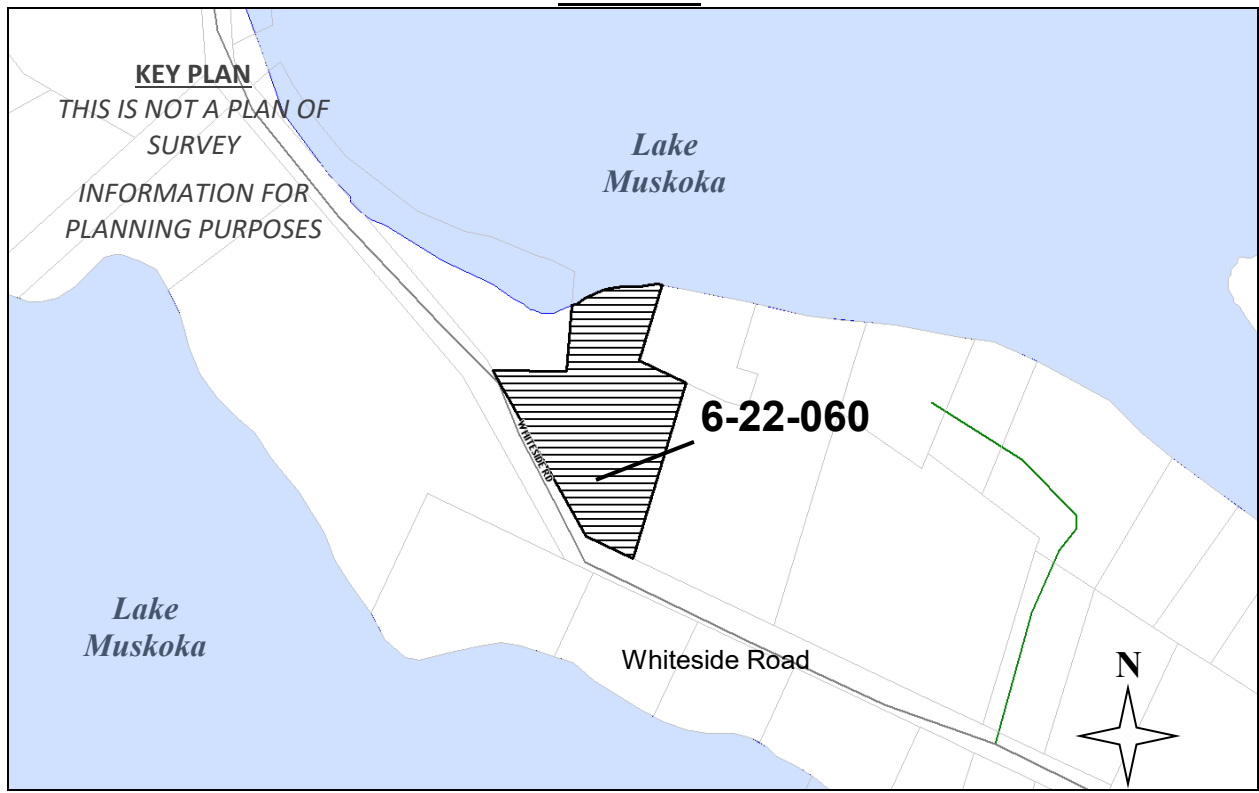 KEY PLAN
THIS IS NOT A PLAN OF
SURVEY
INFORMATION FOR
PLANNING PURPOSES
Lake
Muskoka
6-22-060
WHITESIDE RD
Lake
Muskoka
Whiteside Road
N